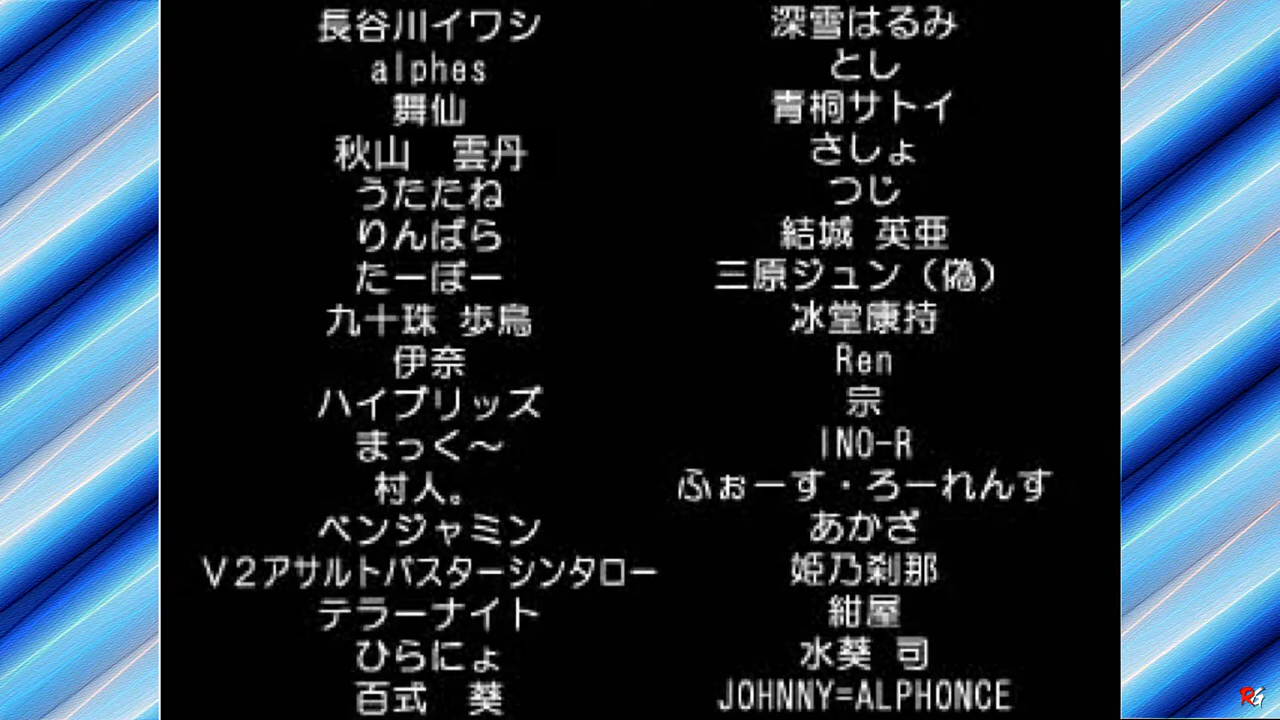 長谷川イワシ
alphes
舞仙
秋山　雲丹
うたたね
りんぱら
たーぼー
九十珠 歩鳥
伊奈
ハイブリッズ
まっく～
村人。
ベンジャミン
Ｖ２アサルトバスターシンタロー
テラーナイト
ひらにょ
百式　葵
深雪はるみ
とし
青桐サトイ
さしょ
つじ
結城 英亜
三原ジュン（偽）
冰堂康持
Ren
宗
INO-R
ふぉーす・ろーれんす
あかざ
姫乃刹那
紺屋
水葵 司
JOHNNY=ALPHONCE
RG